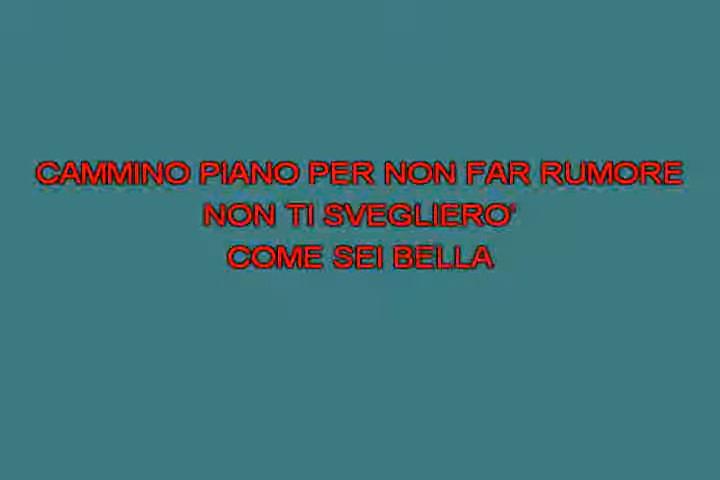 CAMMINO PIANO PER NON FAR RUMORE
NON TI SVEGLIERO'
COME SEI BELLA